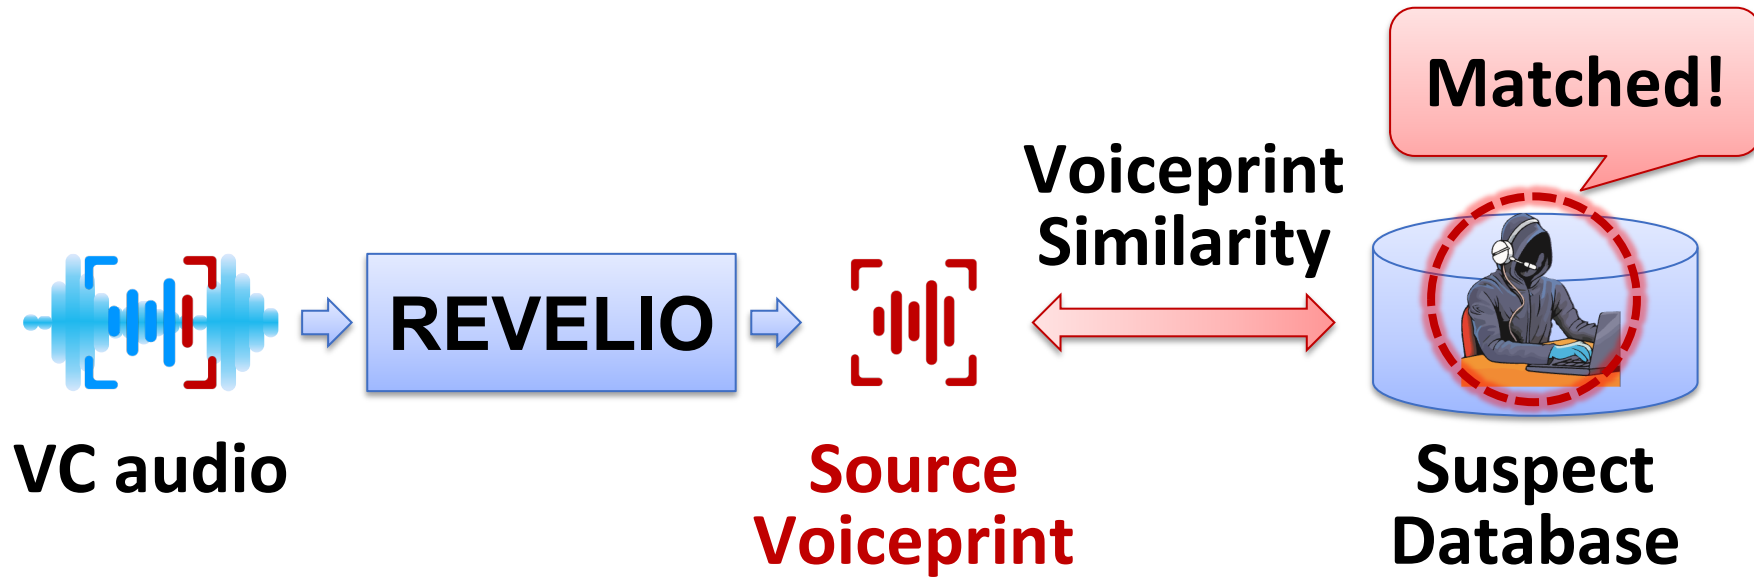 Matched!
Voiceprint
Similarity
REVELIO
VC audio
Source
Voiceprint
Suspect
Database